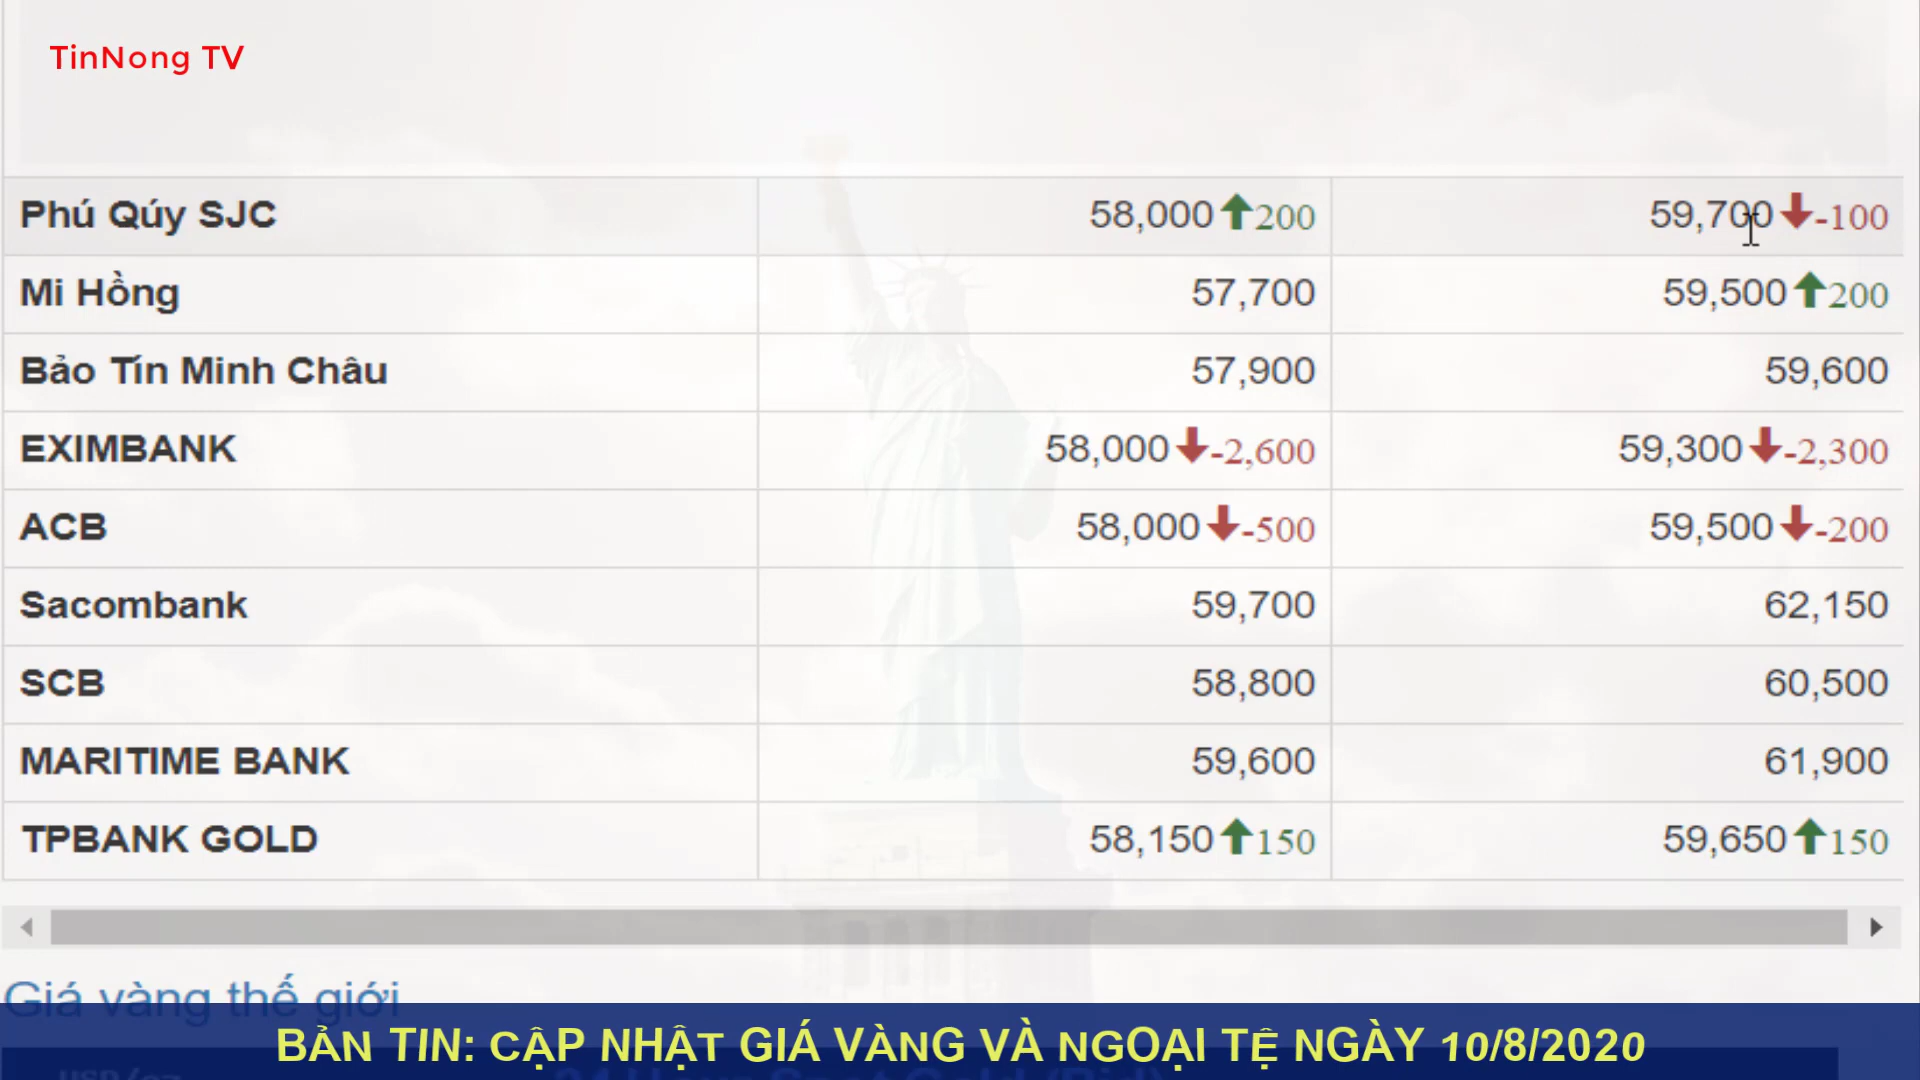 TinNong TV
Phú Qúy SJC 58,000 200 59,700 -100
Mi Hồng 57,700 59,500 200
Bảo Tín Minh Châu 57,900 59,600
EXIMBANK 58,000 -2,600 59,300 -2,300
ACB 58,000 -500 59,500 -200
Sacombank 59,700 62,150
SCB 58,800 60,500
MARITIME BANK 59,600 61,900
TPBANK GOLD 58,150 150 59,650 150
Giá vàng thế giới
BẢN TIN: CẬP NHẬT GIÁ VÀNG VÀ NGOẠI TỆ NGÀY 10/8/2020